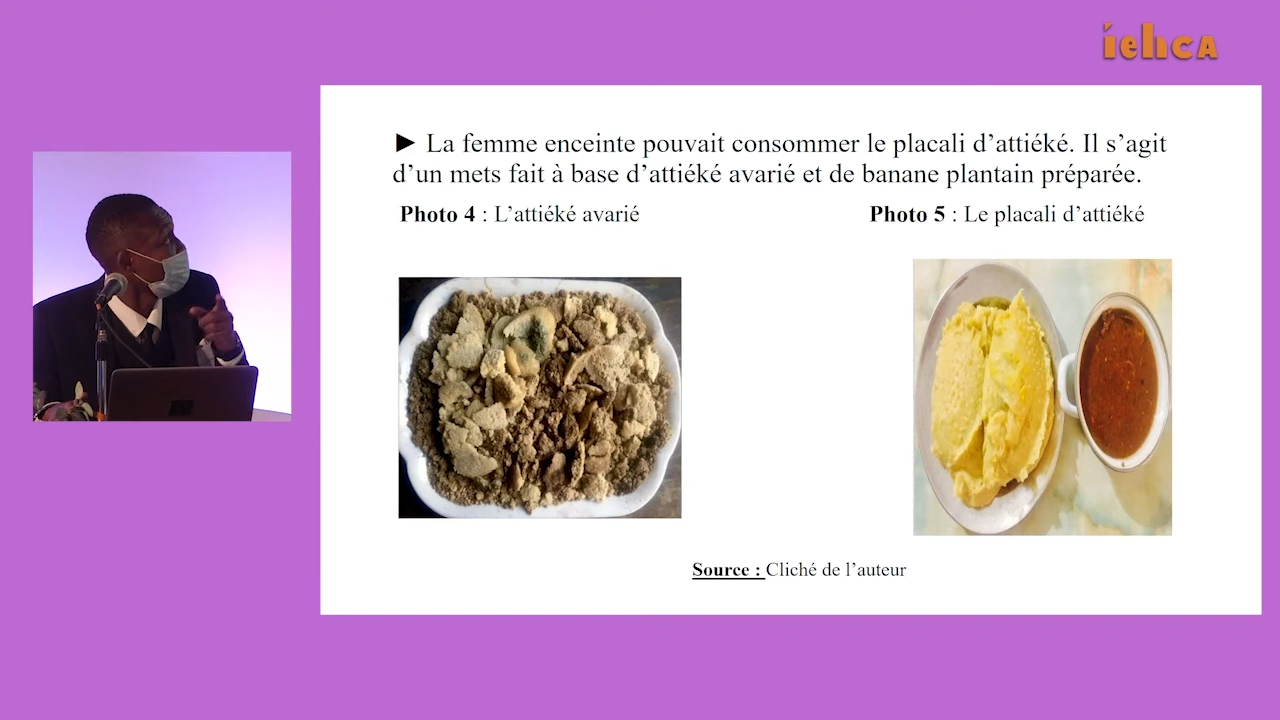 iehcA
► La femme enceinte pouvait consommer le placali d’attiéké. Il s’agit
d’un mets fait à base d’attiéké avarié et de banane plantain préparée.
Photo 4 : L’attiéké avarié
Photo 5 : Le placali d’attiéké
Source : Cliché de l’auteur